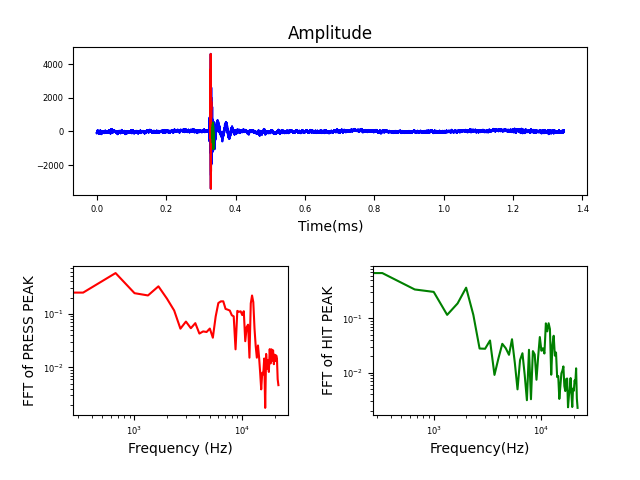 Amplitude
4000
2000
0
−2000
0.0 0.2 0.4 0.6 0.8 1.0 1.2 1.4
Time(ms)
FFT of PRESS PEAK
10⁻¹
10⁻²
10³ 10⁴
Frequency (Hz)
FFT of HIT PEAK
10⁻¹
10⁻²
10³ 10⁴
Frequency(Hz)